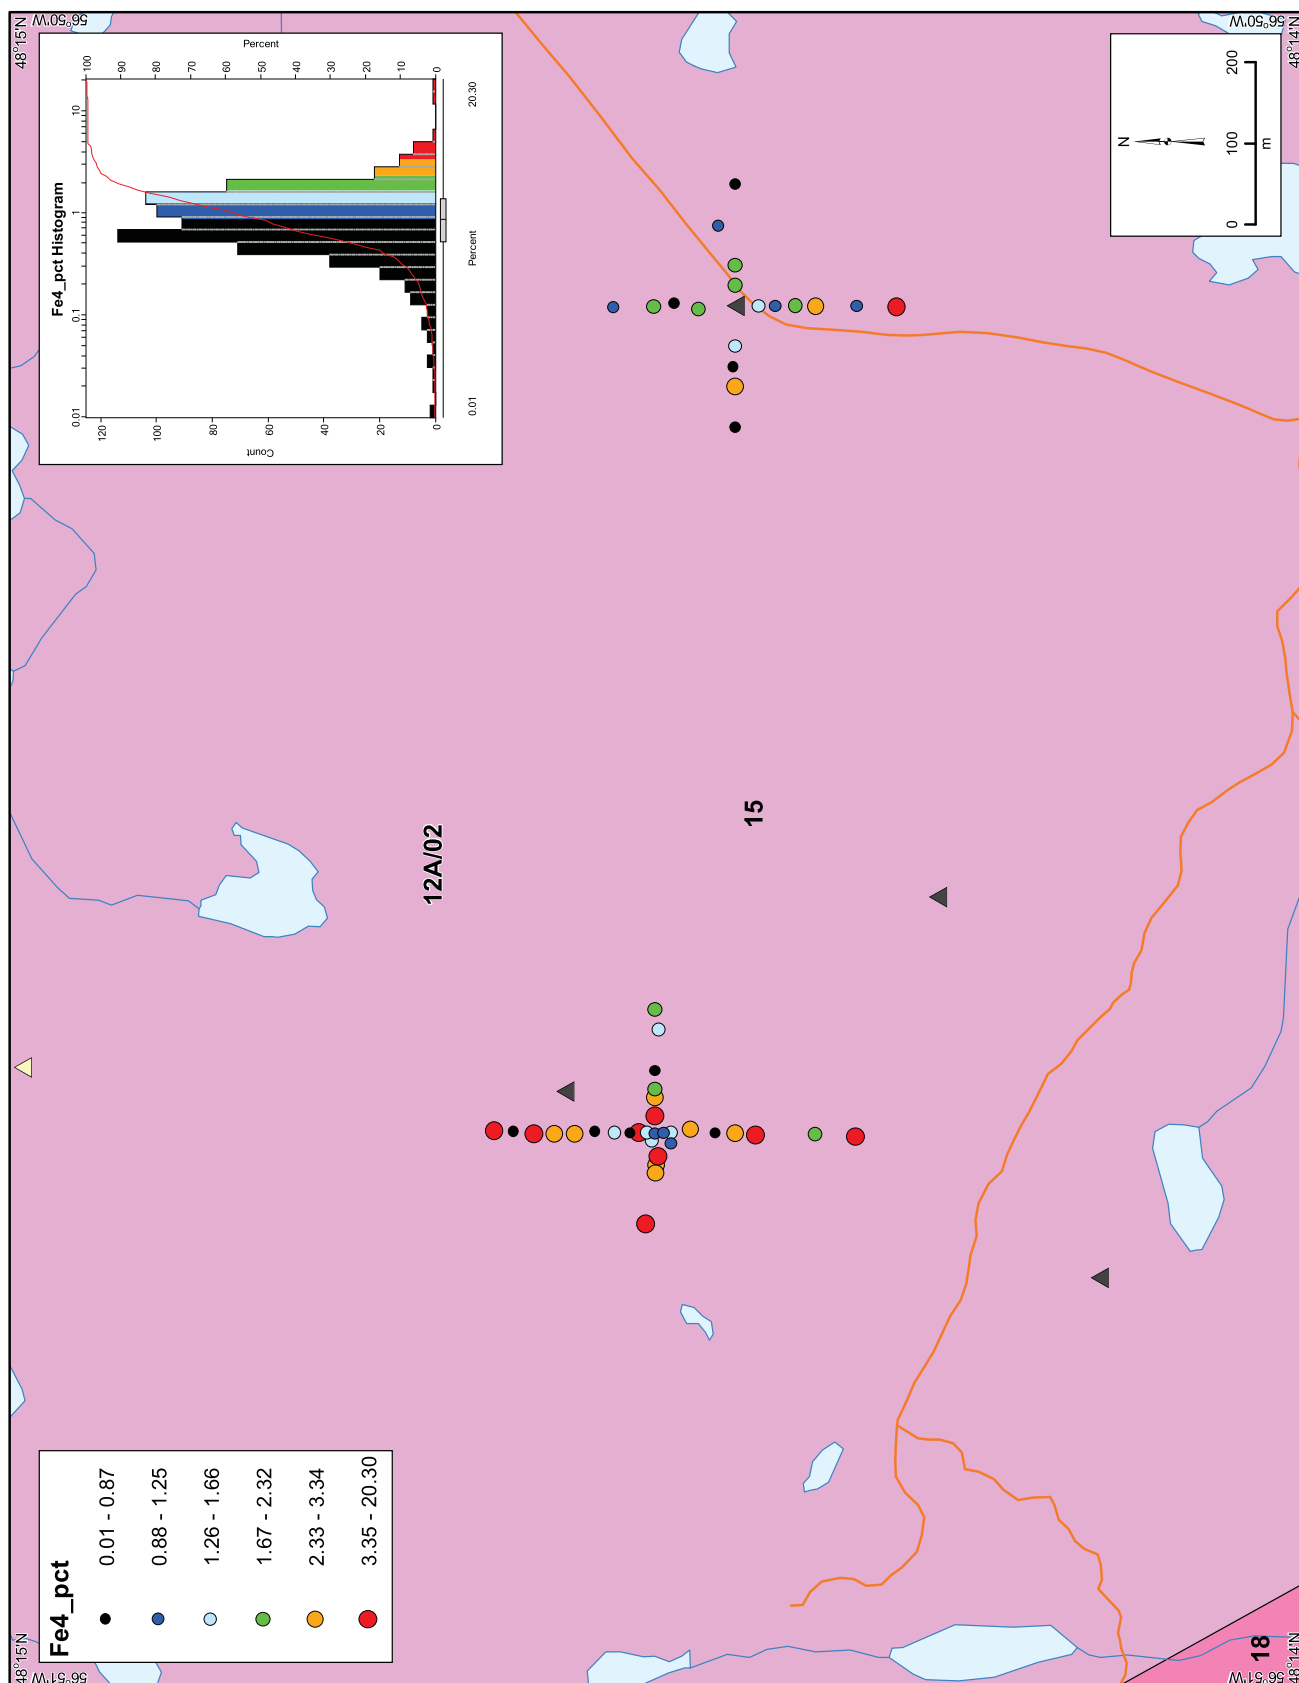 48°15'N
56°51'W
48°15'N
56°50'W
Fe4_pct
0.01 - 0.87
0.88 - 1.25
1.26 - 1.66
1.67 - 2.32
2.33 - 3.34
3.35 - 20.30
Fe4_pct Histogram
0.01
0.1
1
10
Count
120
100
80
60
40
20
0
Percent
100
90
80
70
60
50
40
30
20
10
0
0.01
Percent
20.30
12A/02
15
18
N
0
100
200
m
48°14'N
56°51'W
48°14'N
56°50'W